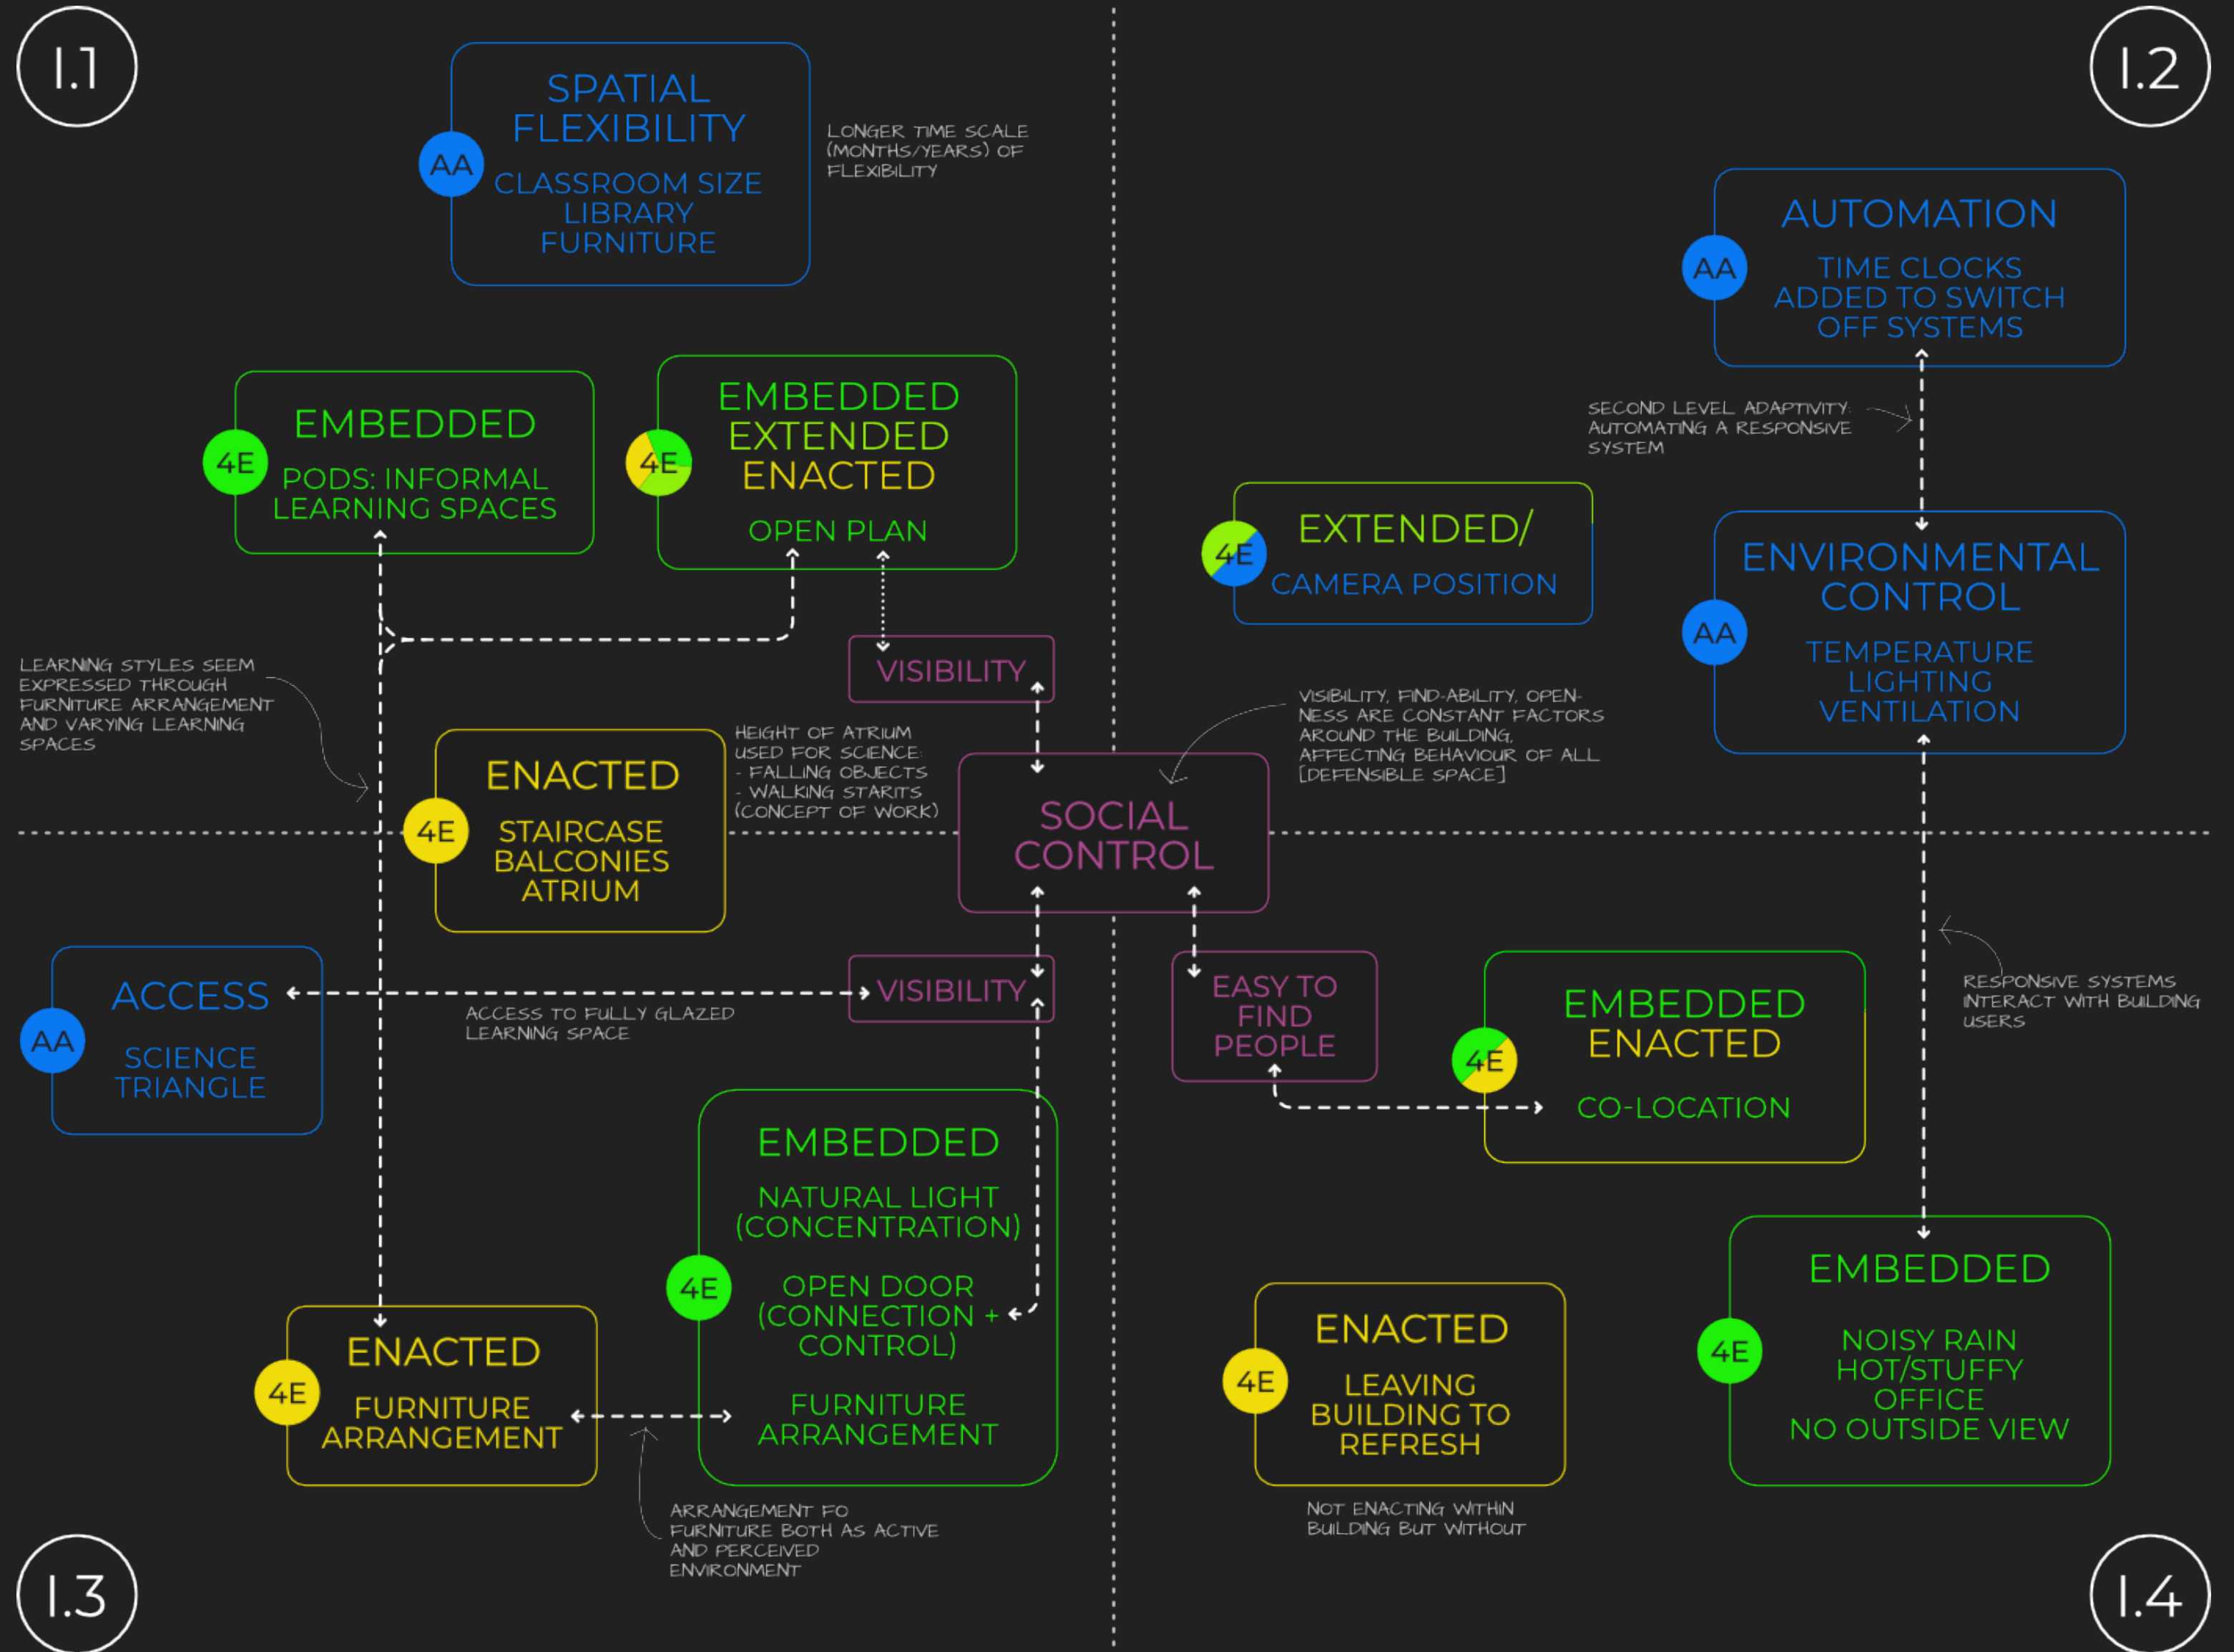 I.1
I.2
SPATIAL
FLEXIBILITY
AA
CLASSROOM SIZE
LIBRARY
FURNITURE
LONGER TIME SCALE
(MONTHS/YEARS) OF
FLEXIBILITY
AUTOMATION
AA
TIME CLOCKS
ADDED TO SWITCH
OFF SYSTEMS
EMBEDDED
4E
PODS: INFORMAL
LEARNING SPACES
EMBEDDED
EXTENDED
ENACTED
4E
OPEN PLAN
SECOND LEVEL ADAPTIVITY:
AUTOMATING A RESPONSIVE
SYSTEM
EXTENDED/
4E
CAMERA POSITION
ENVIRONMENTAL
CONTROL
AA
TEMPERATURE
LIGHTING
VENTILATION
LEARNING STYLES SEEM
EXPRESSED THROUGH
FURNITURE ARRANGEMENT
AND VARYING LEARNING
SPACES
VISIBILITY
VISIBILITY, FIND-ABILITY, OPEN-
NESS ARE CONSTANT FACTORS
AROUND THE BUILDING,
AFFECTING BEHAVIOUR OF ALL
[DEFENSIBLE SPACE]
ENACTED
4E
STAIRCASE
BALCONIES
ATRIUM
HEIGHT OF ATRIUM
USED FOR SCIENCE:
- FALLING OBJECTS
- WALKING STARITS
(CONCEPT OF WORK)
SOCIAL
CONTROL
ACCESS
AA
SCIENCE
TRIANGLE
ACCESS TO FULLY GLAZED
LEARNING SPACE
VISIBILITY
EASY TO
FIND
PEOPLE
EMBEDDED
ENACTED
4E
CO-LOCATION
RESPONSIVE SYSTEMS
INTERACT WITH BUILDING
USERS
EMBEDDED
NATURAL LIGHT
(CONCENTRATION)
4E
OPEN DOOR
(CONNECTION +
CONTROL)
FURNITURE
ARRANGEMENT
ENACTED
4E
FURNITURE
ARRANGEMENT
ARRANGEMENT FO
FURNITURE BOTH AS ACTIVE
AND PERCEIVED
ENVIRONMENT
ENACTED
4E
LEAVING
BUILDING TO
REFRESH
NOT ENACTING WITHIN
BUILDING BUT WITHOUT
EMBEDDED
4E
NOISY RAIN
HOT/STUFFY
OFFICE
NO OUTSIDE VIEW
I.3
I.4